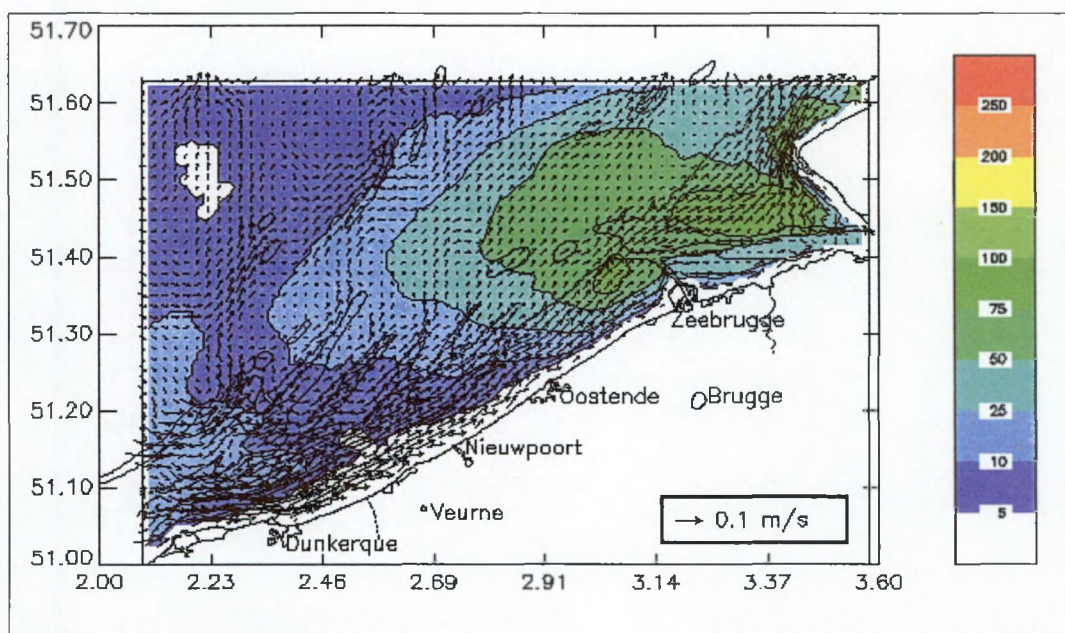 51.70
51.60
51.50
51.40
51.30
51.20
51.10
51.00
2.00 2.23 2.46 2.69 2.91 3.14 3.37 3.60
Zeebrugge
Oostende
Brugge
Nieuwpoort
Veurne
Dunkerque
→ 0.1 m/s
250
200
150
100
75
50
25
10
5